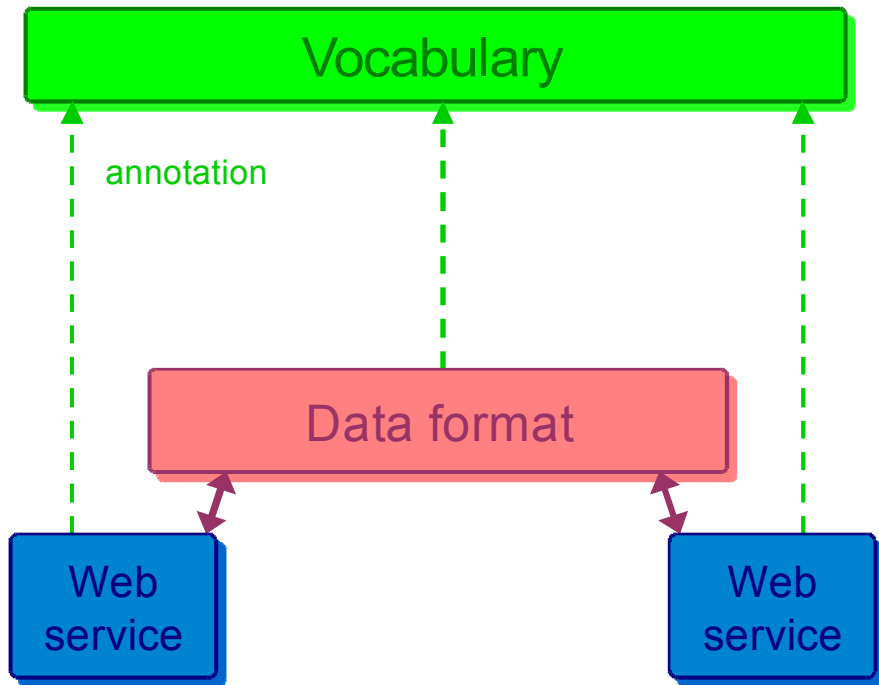 Vocabulary
annotation
Data format
Web
service
Web
service